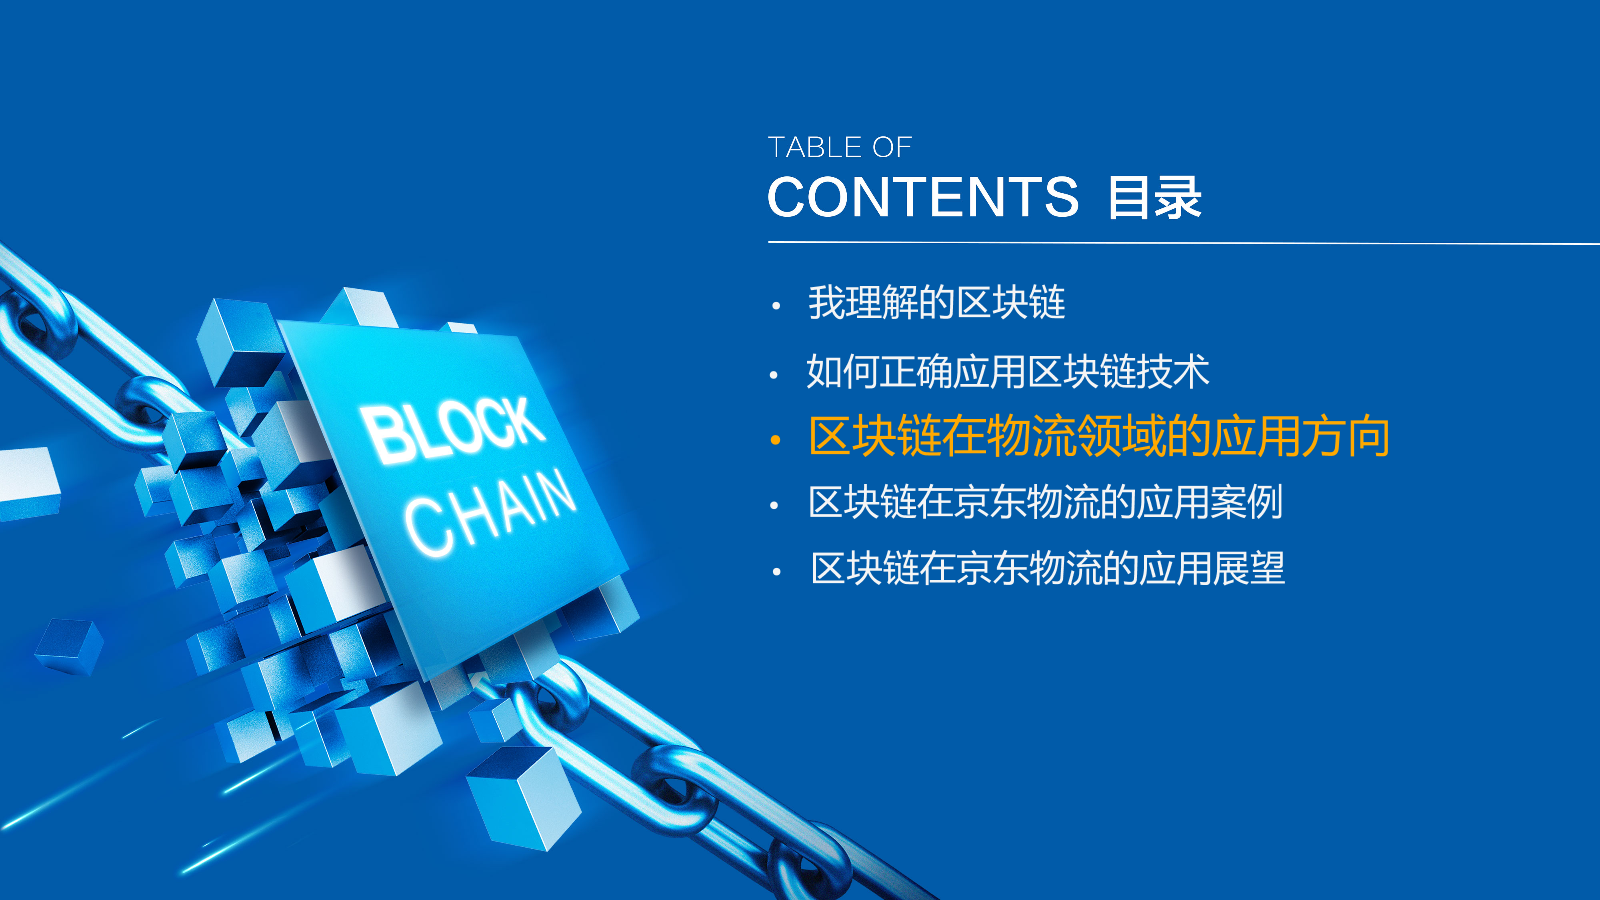 TABLE OF
CONTENTS 目录
• 我理解的区块链
• 如何正确应用区块链技术
• 区块链在物流领域的应用方向
• 区块链在京东物流的应用案例
• 区块链在京东物流的应用展望
BLOCK
CHAIN